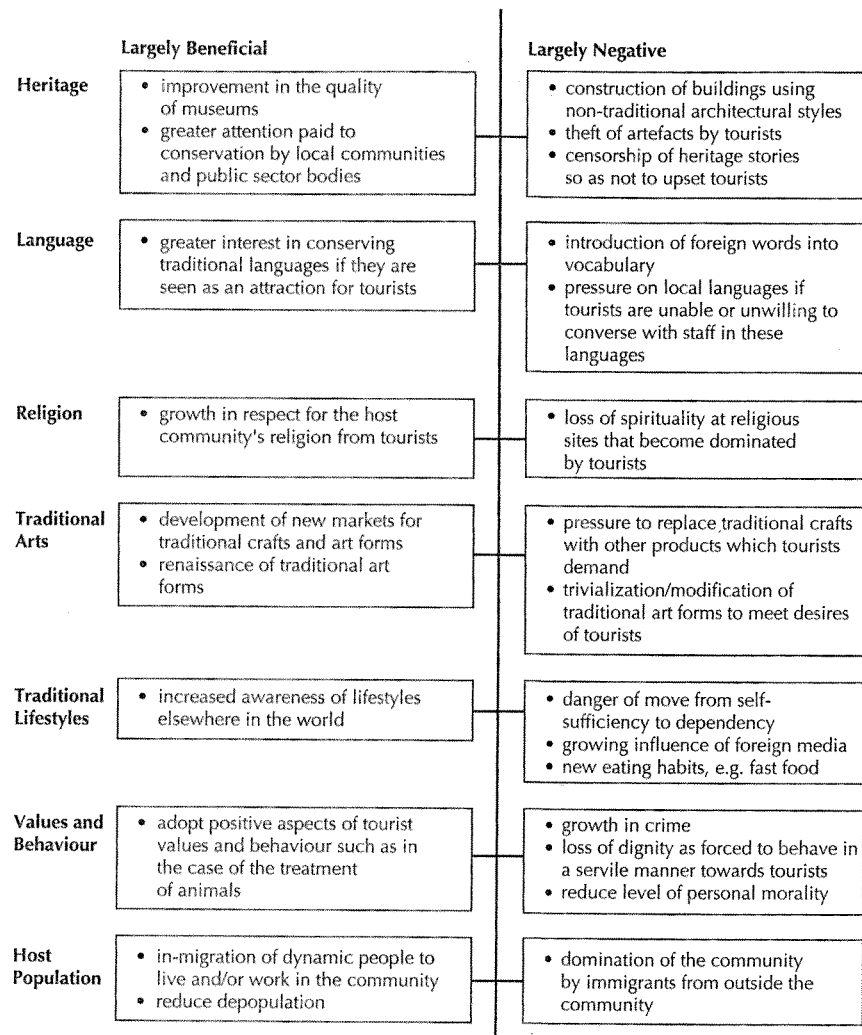 Largely Beneficial
Largely Negative
Heritage
• improvement in the quality
of museums
• greater attention paid to
conservation by local communities
and public sector bodies
• construction of buildings using
non-traditional architectural styles
• theft of artefacts by tourists
• censorship of heritage stories
so as not to upset tourists
Language
• greater interest in conserving
traditional languages if they are
seen as an attraction for tourists
• introduction of foreign words into
vocabulary
• pressure on local languages if
tourists are unable or unwilling to
converse with staff in these
languages
Religion
• growth in respect for the host
community's religion from tourists
• loss of spirituality at religious
sites that become dominated
by tourists
Traditional
Arts
• development of new markets for
traditional crafts and art forms
• renaissance of traditional art
forms
• pressure to replace traditional crafts
with other products which tourists
demand
• trivialization/modification of
traditional art forms to meet desires
of tourists
Traditional
Lifestyles
• increased awareness of lifestyles
elsewhere in the world
• danger of move from self-
sufficiency to dependency
• growing influence of foreign media
• new eating habits, e.g. fast food
Values and
Behaviour
• adopt positive aspects of tourist
values and behaviour such as in
the case of the treatment
of animals
• growth in crime
• loss of dignity as forced to behave in
a servile manner towards tourists
• reduce level of personal morality
Host
Population
• in-migration of dynamic people to
live and/or work in the community
• reduce depopulation
• domination of the community
by immigrants from outside the
community